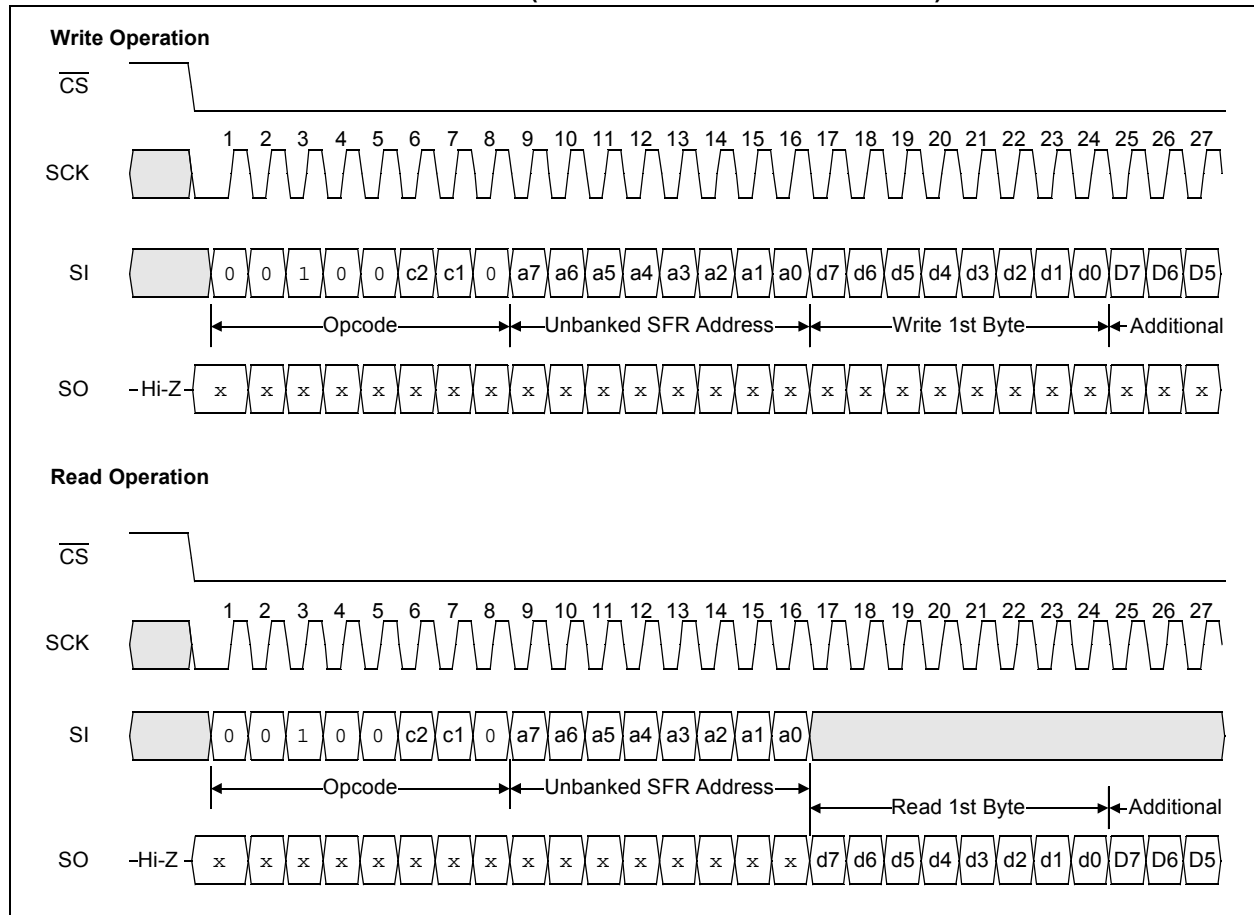 Write Operation
CS
1 2 3 4 5 6 7 8 9 10 11 12 13 14 15 16 17 18 19 20 21 22 23 24 25 26 27
SCK
SI 0 0 1 0 0 c2 c1 0 a7 a6 a5 a4 a3 a2 a1 a0 d7 d6 d5 d4 d3 d2 d1 d0 D7 D6 D5
Opcode Unbanked SFR Address Write 1st Byte Additional
SO Hi-Z x x x x x x x x x x x x x x x x x x x x x x x x x x x
Read Operation
CS
1 2 3 4 5 6 7 8 9 10 11 12 13 14 15 16 17 18 19 20 21 22 23 24 25 26 27
SCK
SI 0 0 1 0 0 c2 c1 0 a7 a6 a5 a4 a3 a2 a1 a0
Opcode Unbanked SFR Address
Read 1st Byte Additional
SO Hi-Z x x x x x x x x x x x x x x x x d7 d6 d5 d4 d3 d2 d1 d0 D7 D6 D5